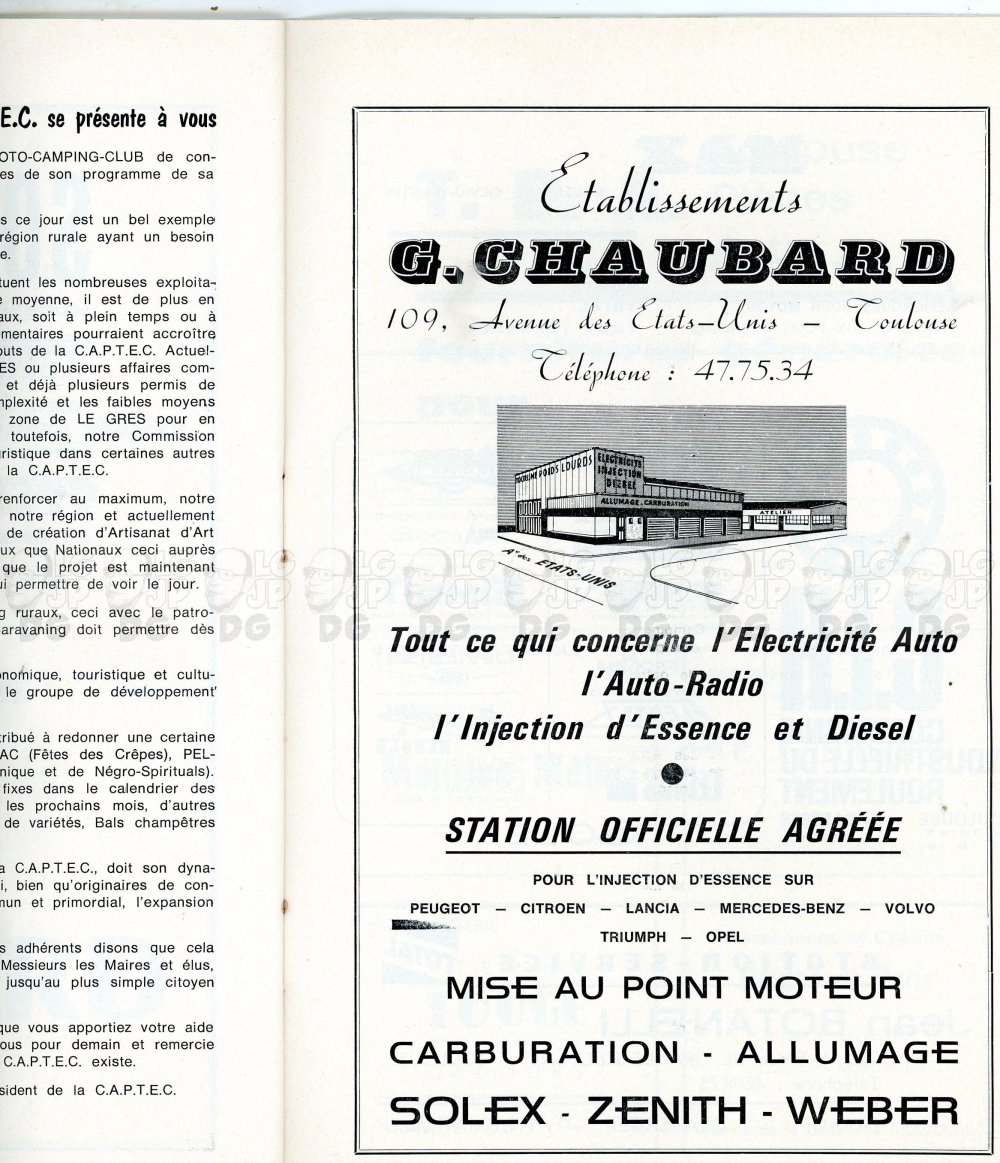 E.C. se présente à vous
OTO-CAMPING-CLUB de con-
es de son programme de sa
s ce jour est un bel exemple
région rurale ayant un besoin
e.
tuent les nombreuses exploita-
e moyenne, il est de plus en
aux, soit à plein temps ou à
mentaires pourraient accroître
outs de la C.A.P.T.E.C. Actuel-
ES ou plusieurs affaires com-
et déjà plusieurs permis de
nplexité et les faibles moyens
zone de LE GRES pour en
toutefois, notre Commission
ristique dans certaines autres
la C.A.P.T.E.C.
renforcer au maximum, notre
notre région et actuellement
de création d'Artisanat d'Art
ux que Nationaux ceci auprès
que le projet est maintenant
ui permettre de voir le jour.
g ruraux, ceci avec le patro-
aravaning doit permettre dès
onomique, touristique et cultu-
le groupe de développement
tribué à redonner une certaine
AC (Fêtes des Crêpes), PEL-
nique et de Négro-Spirituals).
fixes dans le calendrier des
les prochains mois, d'autres
de variétés, Bals champêtres
a C.A.P.T.E.C., doit son dyna-
i, bien qu'originaires de con-
mun et primordial, l'expansion
s adhérents disons que cela
Messieurs les Maires et élus,
jusqu'au plus simple citoyen
que vous apportiez votre aide
ous pour demain et remercie
C.A.P.T.E.C. existe.
sident de la C.A.P.T.E.C.
Etablissements
G. CHAUBARD
109, Avenue des Etats-Unis Toulouse
Téléphone : 47.75.34
POIDS LOURDS
ELECTRICITE
INJECTION
DIESEL
ALLUMAGE-CARBURATION
ATELIER
Av des ETATS-UNIS
Tout ce qui concerne l'Electricité Auto
l'Auto-Radio
l'Injection d'Essence et Diesel
STATION OFFICIELLE AGRÉÉE
POUR L'INJECTION D'ESSENCE SUR
PEUGEOT — CITROEN — LANCIA — MERCEDES-BENZ — VOLVO
TRIUMPH — OPEL
MISE AU POINT MOTEUR
CARBURATION - ALLUMAGE
SOLEX - ZENITH - WEBER